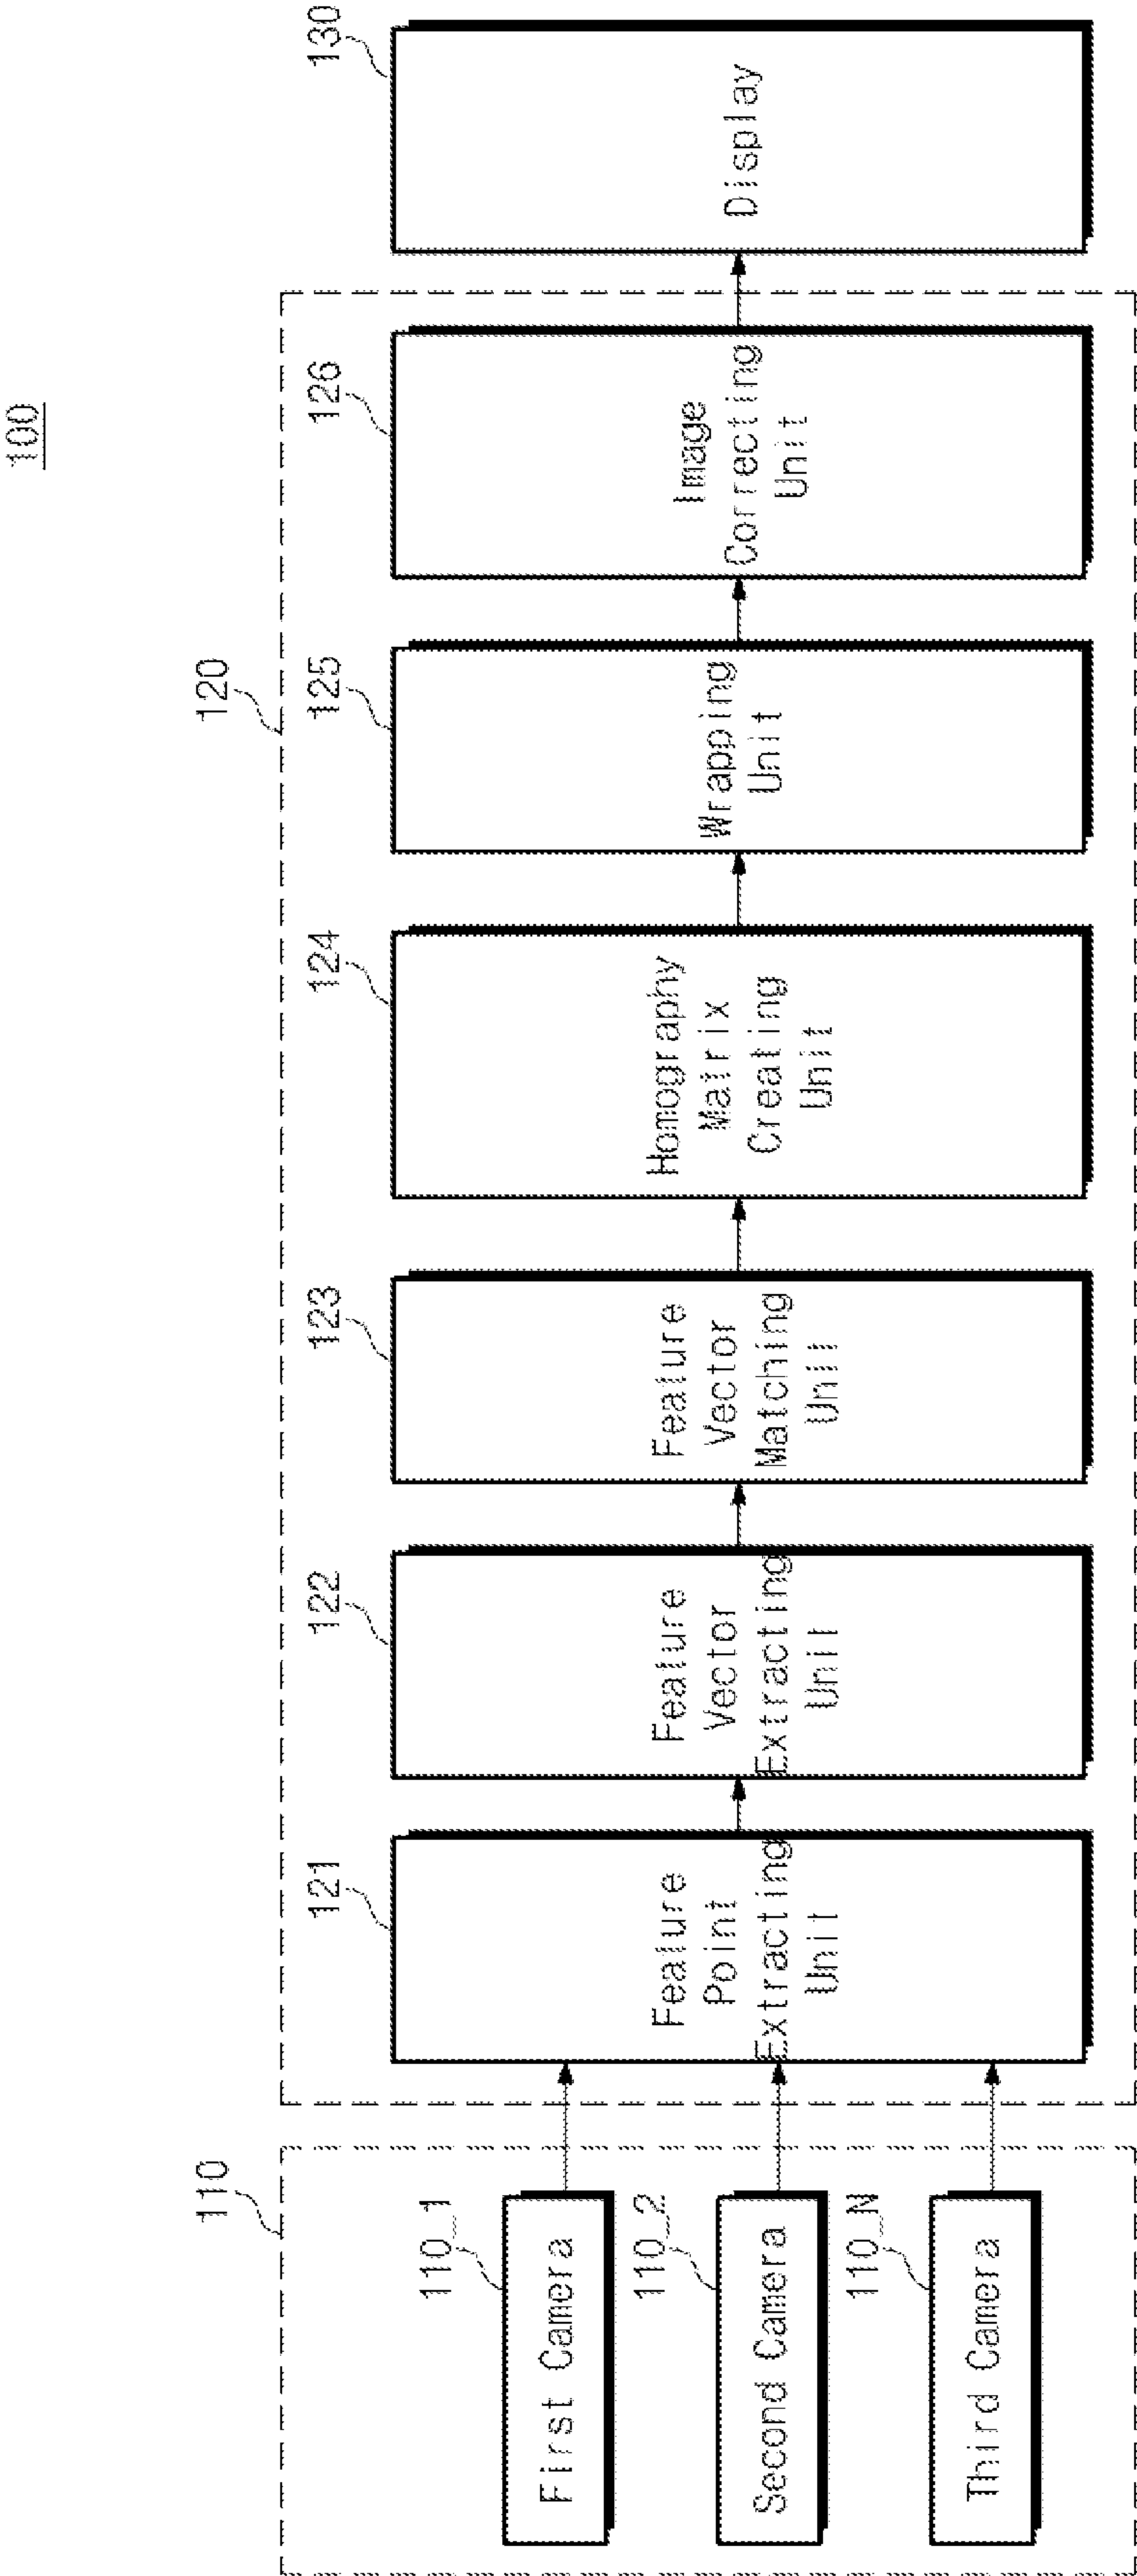 100
110
120
110_1
First Camera
110_2
Second Camera
110_N
Third Camera
121
Feature
Point
Extracting
Unit
122
Feature
Vector
Extracting
Unit
123
Feature
Vector
Matching
Unit
124
Homography
Matrix
Creating
Unit
125
Wrapping
Unit
126
Image
Correcting
Unit
130
Display